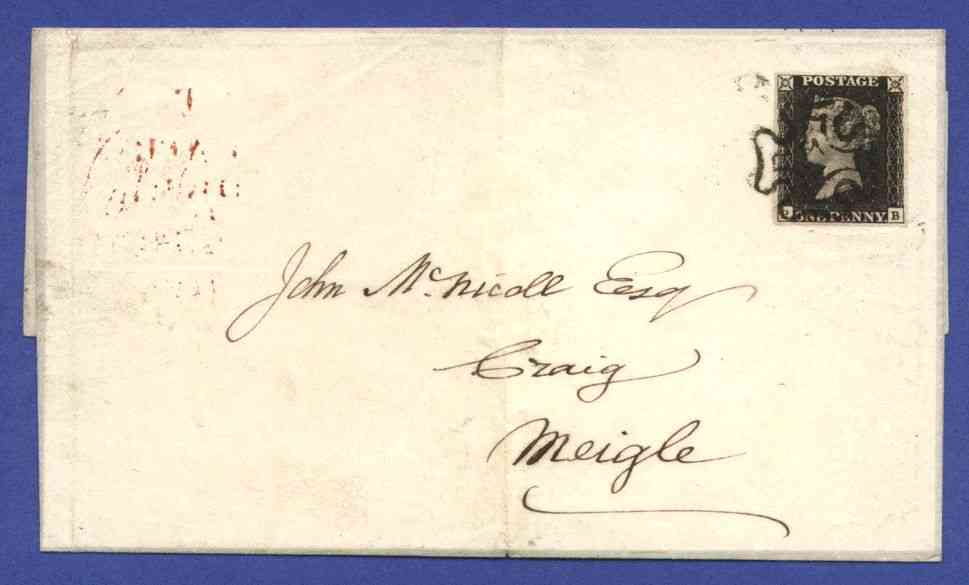 POSTAGE
ONE PENNY
B
John McNicoll Esq
Craig
Meigle